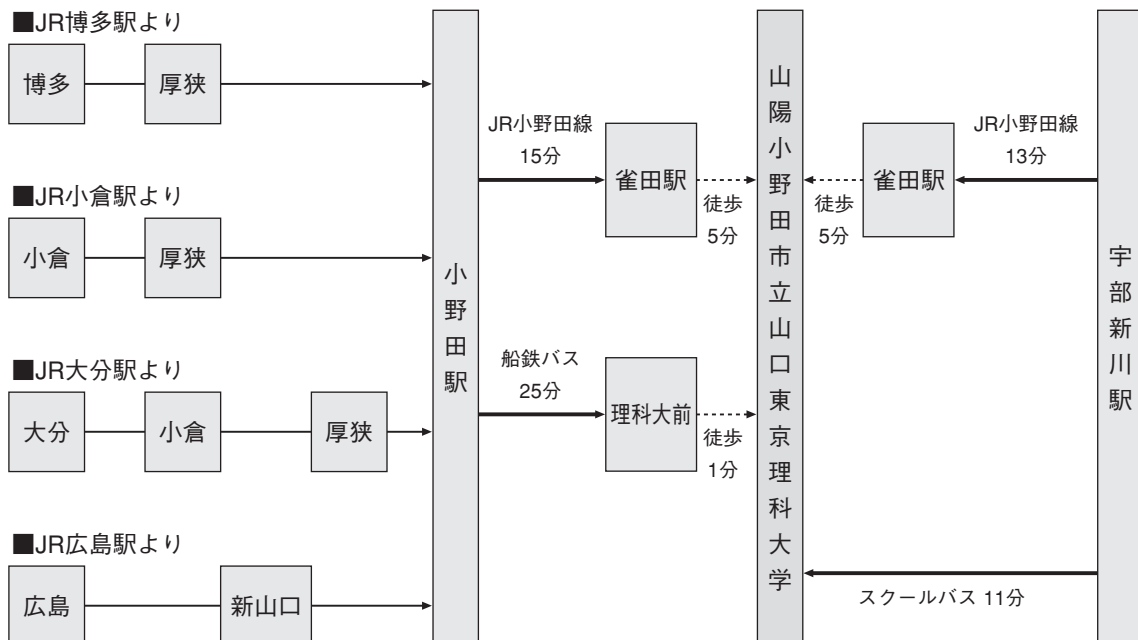 ■JR博多駅より
博多
厚狭
■JR小倉駅より
小倉
厚狭
■JR大分駅より
大分
小倉
厚狭
■JR広島駅より
広島
新山口
小野田駅
JR小野田線
15分
雀田駅
徒歩
5分
船鉄バス
25分
理科大前
徒歩
1分
山陽小野田市立山口東京理科大学
徒歩
5分
雀田駅
JR小野田線
13分
スクールバス 11分
宇部新川駅